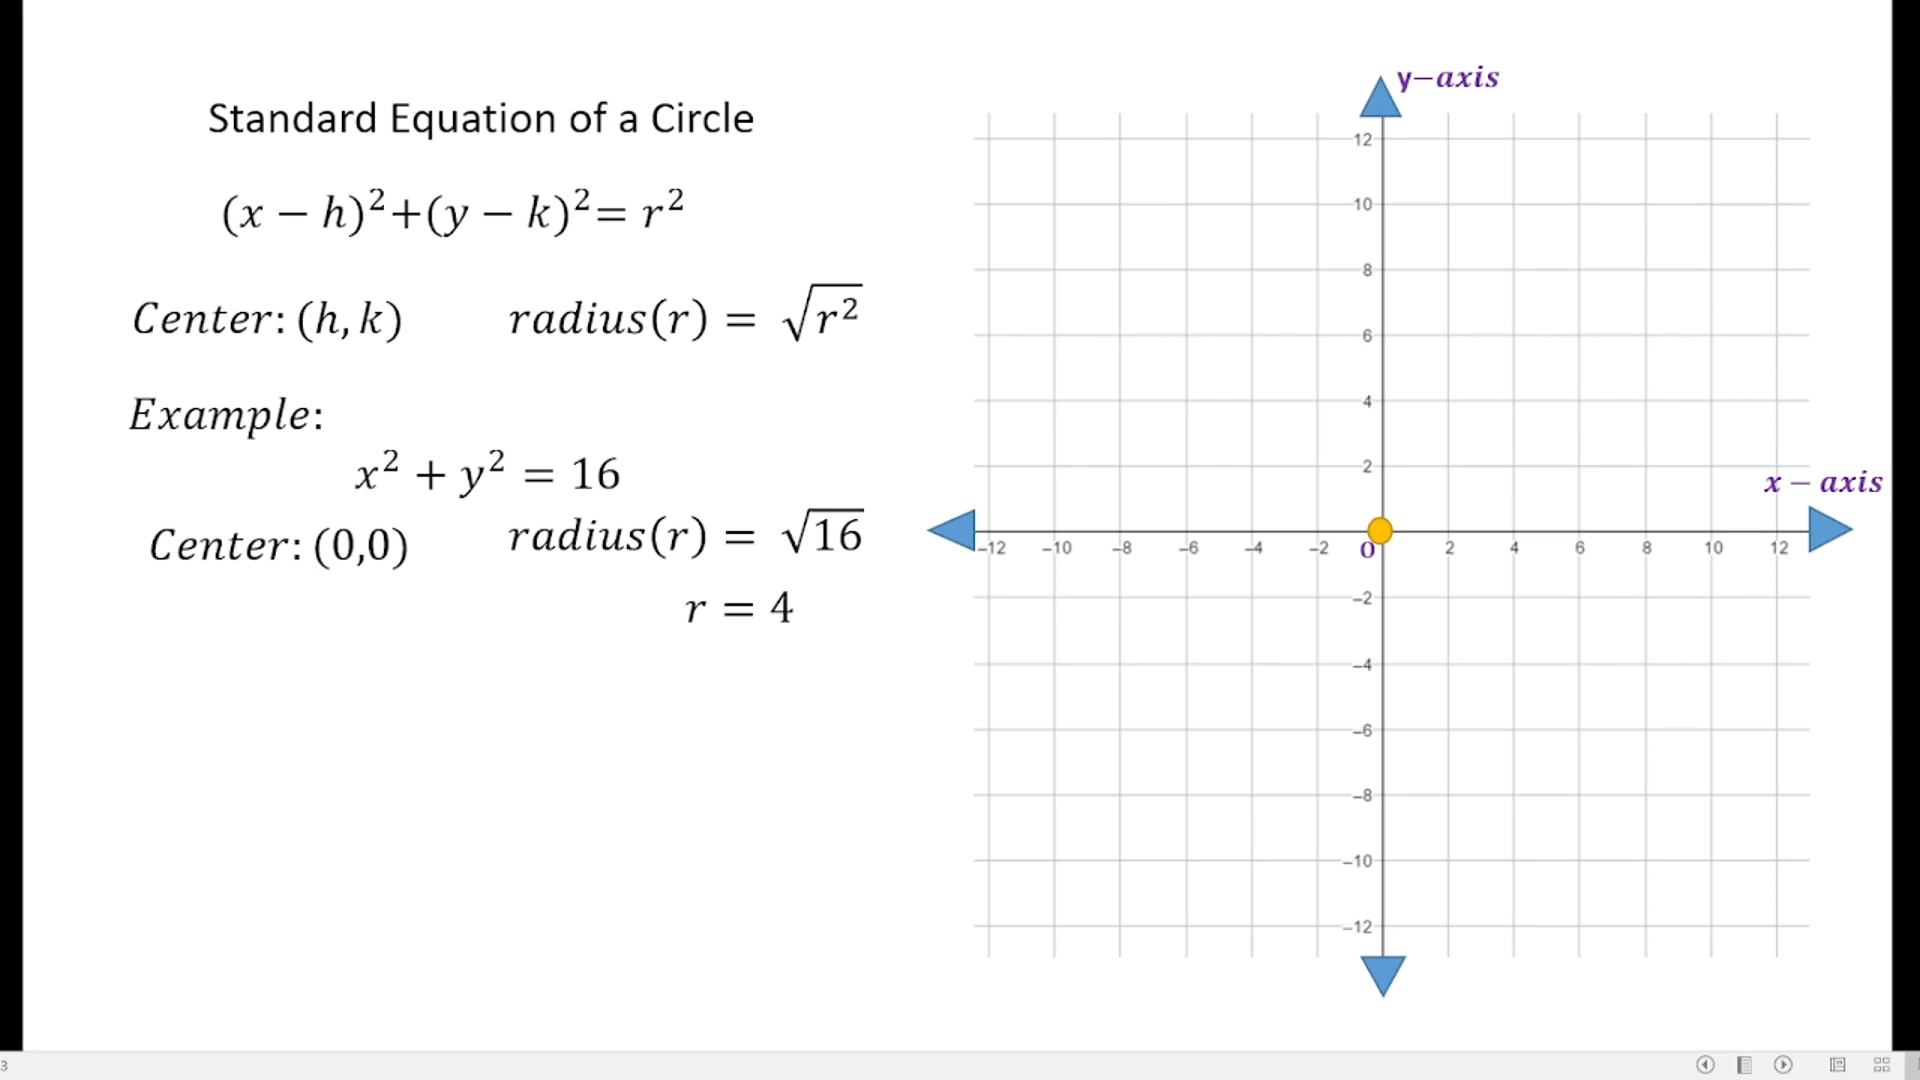 Standard Equation of a Circle
(x − h)²+(y − k)²= r²
Center: (h, k) radius(r) = √r²
Example:
x² + y² = 16
Center: (0,0) radius(r) = √16
r = 4
y−axis
12
10
8
6
4
2
x − axis
−12 −10 −8 −6 −4 −2 0 2 4 6 8 10 12
−2
−4
−6
−8
−10
−12
3